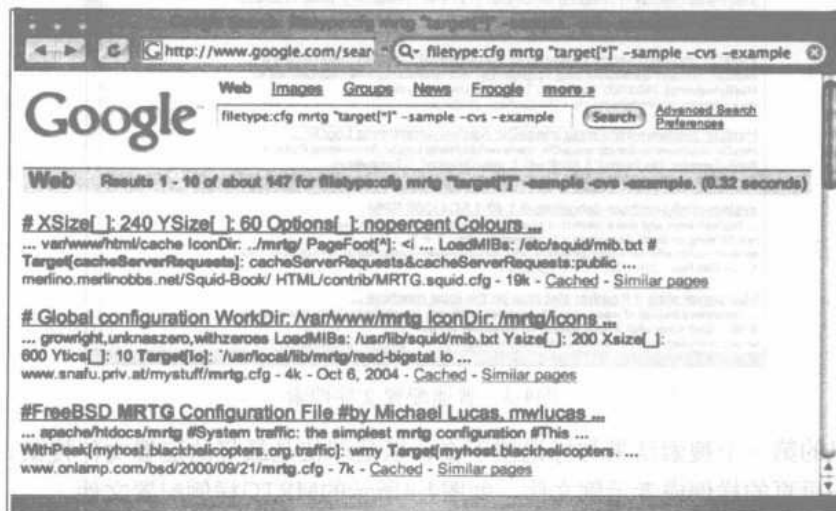 Google Search: filetype:cfg mrtg "target[*]" -sample -cvs -example
G http://www.google.com/sear
Q- filetype:cfg mrtg "target[*]" -sample -cvs -example
Google
Web Images Groups News Froogle more »
filetype:cfg mrtg "target[*]" -sample -cvs -example
Search
Advanced Search
Preferences
Web Results 1 - 10 of about 147 for filetype:cfg mrtg "target[*]" -sample -cvs -example. (0.32 seconds)
# XSize[_]: 240 YSize[_]: 60 Options[_]: nopercent Colours ...
... var/www/html/cache IconDir: ../mrtg/ PageFoot[^]: <i ... LoadMIBs: /etc/squid/mib.txt #
Target[cacheServerRequests]: cacheServerRequests&cacheServerRequests:public ...
merlino.merlinobbs.net/Squid-Book/ HTML/contrib/MRTG.squid.cfg - 19k - Cached - Similar pages
# Global configuration WorkDir: /var/www/mrtg IconDir: /mrtg/icons ...
... growright,unknaszero,withzeroes LoadMIBs: /usr/lib/squid/mib.txt Ysize[_]: 200 Xsize[_]:
600 Ytics[_]: 10 Target[lo]: `/usr/local/lib/mrtg/read-bigstat lo ...
www.snafu.priv.at/mystuff/mrtg.cfg - 4k - Oct 6, 2004 - Cached - Similar pages
#FreeBSD MRTG Configuration File #by Michael Lucas, mwlucas ...
... apache/htdocs/mrtg #System traffic: the simplest mrtg configuration #This ...
WithPeak[myhost.blackhelicopters.org.traffic]: wmy Target[myhost.blackhelicopters. ...
www.onlamp.com/bsd/2000/09/21/mrtg.cfg - 7k - Cached - Similar pages